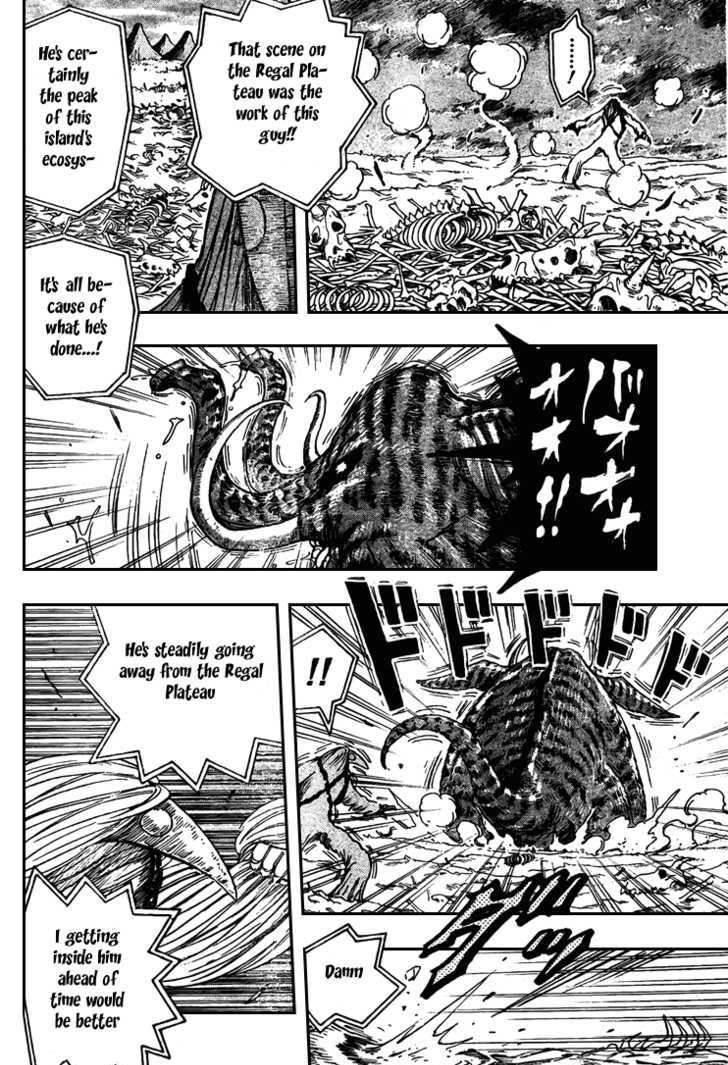 ……!
That scene on
the Regal Pla-
teau was the
work of this
guy!!
He's cer-
tainly
the peak
of this
island's
ecosys-
It's all be-
cause of
what he's
done...!
バオオオ
オオ!!
ドドドドド
!!
He's steadily going
away from the Regal
Plateau
I getting
inside him
ahead of
time would
be better
Damn